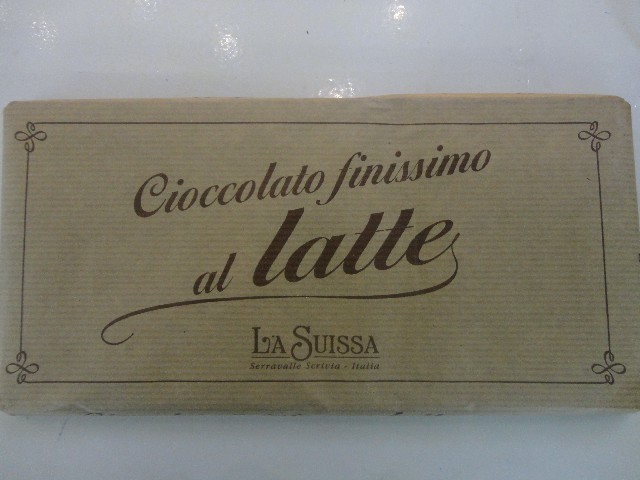 Cioccolato finissimo
al latte
LA SUISSA
Serravalle Scrivia - Italia